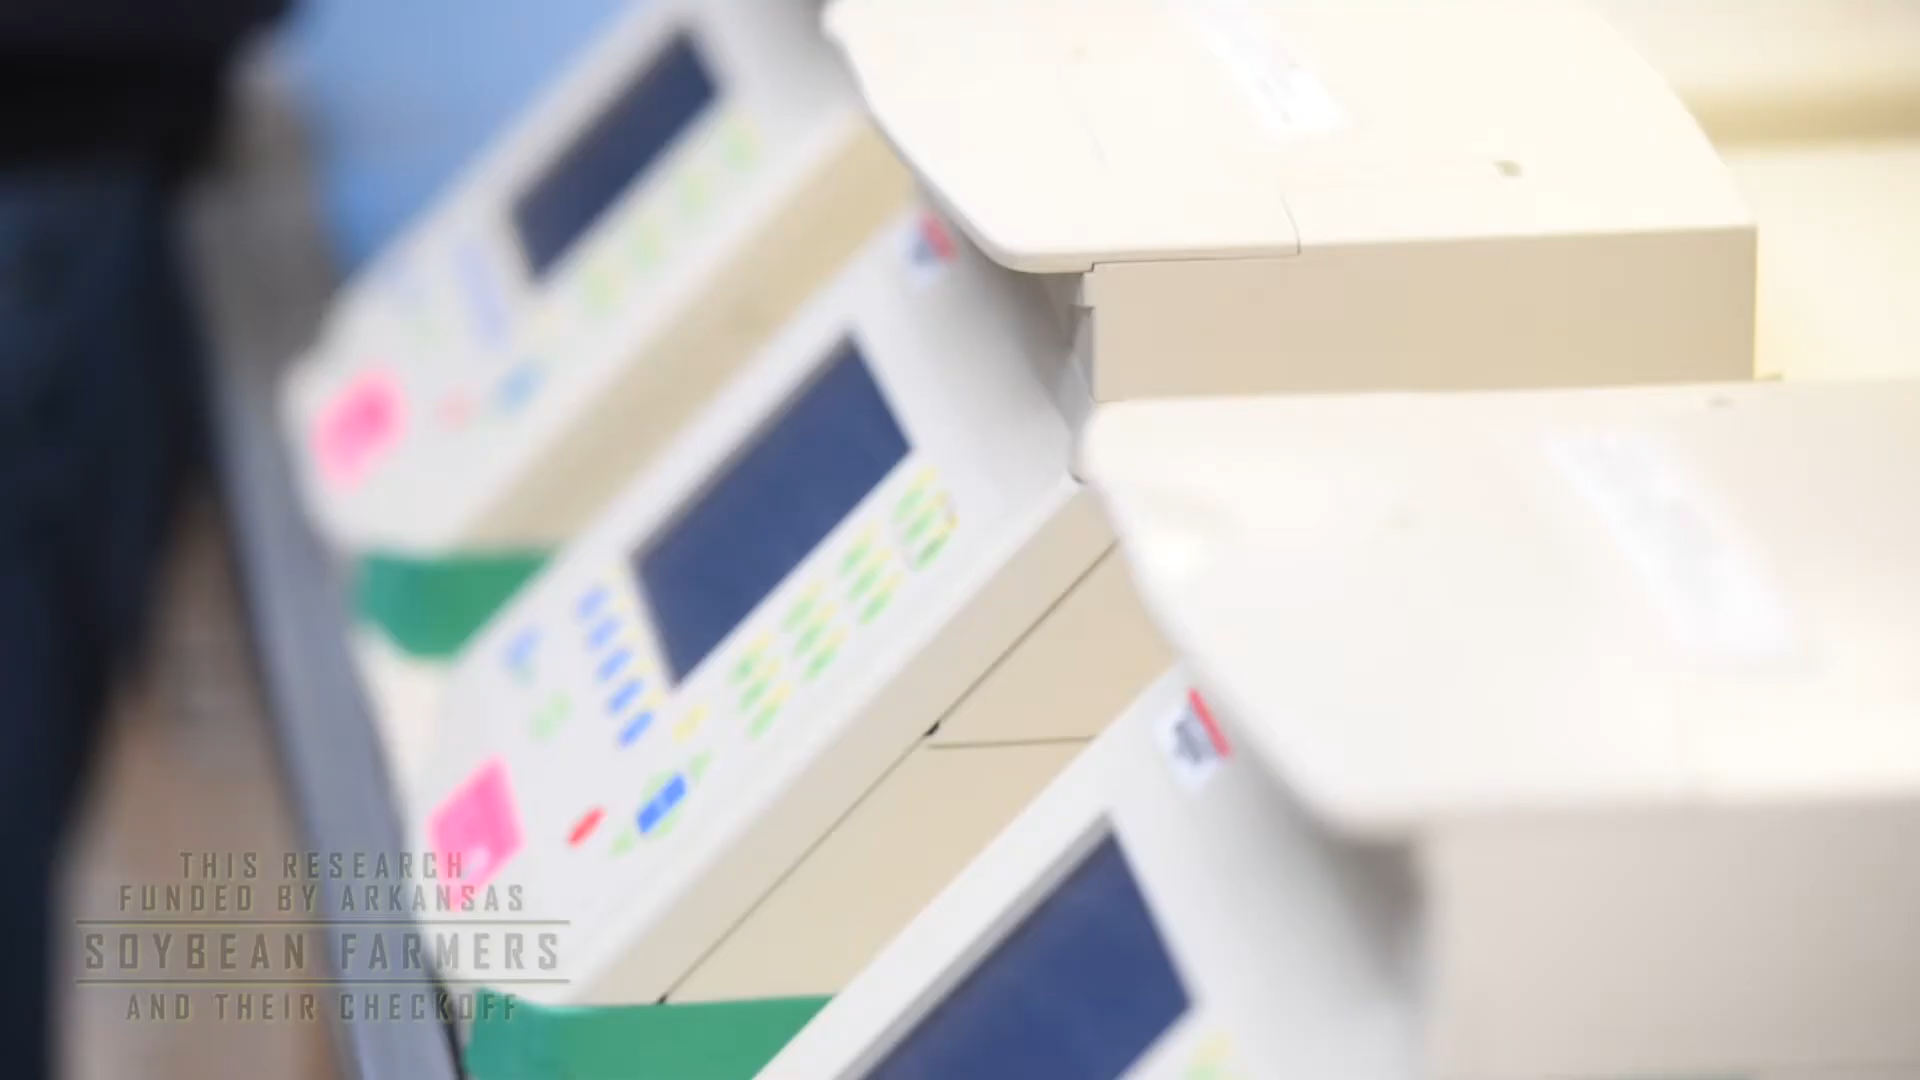 THIS RESEARCH
FUNDED BY ARKANSAS
SOYBEAN FARMERS
AND THEIR CHECKOFF